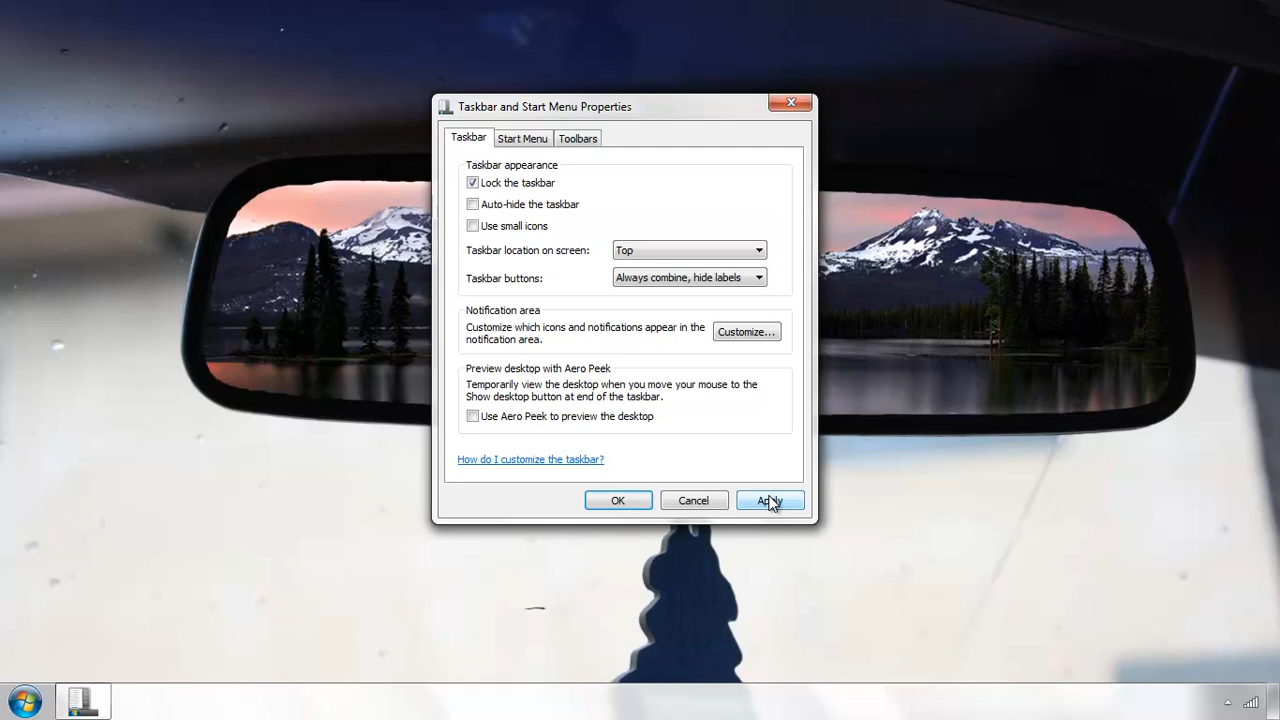 Taskbar and Start Menu Properties
Taskbar
Start Menu
Toolbars
Taskbar appearance
Lock the taskbar
Auto-hide the taskbar
Use small icons
Taskbar location on screen:
Top
Taskbar buttons:
Always combine, hide labels
Notification area
Customize which icons and notifications appear in the
notification area.
Customize...
Preview desktop with Aero Peek
Temporarily view the desktop when you move your mouse to the
Show desktop button at end of the taskbar.
Use Aero Peek to preview the desktop
How do I customize the taskbar?
OK
Cancel
Apply